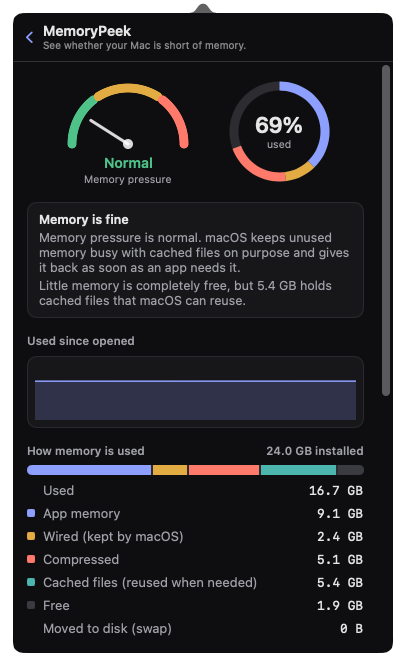 MemoryPeek
See whether your Mac is short of memory.
Normal
Memory pressure
69%
used
Memory is fine
Memory pressure is normal. macOS keeps unused
memory busy with cached files on purpose and gives
it back as soon as an app needs it.
Little memory is completely free, but 5.4 GB holds
cached files that macOS can reuse.
Used since opened
How memory is used 24.0 GB installed
Used 16.7 GB
App memory 9.1 GB
Wired (kept by macOS) 2.4 GB
Compressed 5.1 GB
Cached files (reused when needed) 5.4 GB
Free 1.9 GB
Moved to disk (swap) 0 B